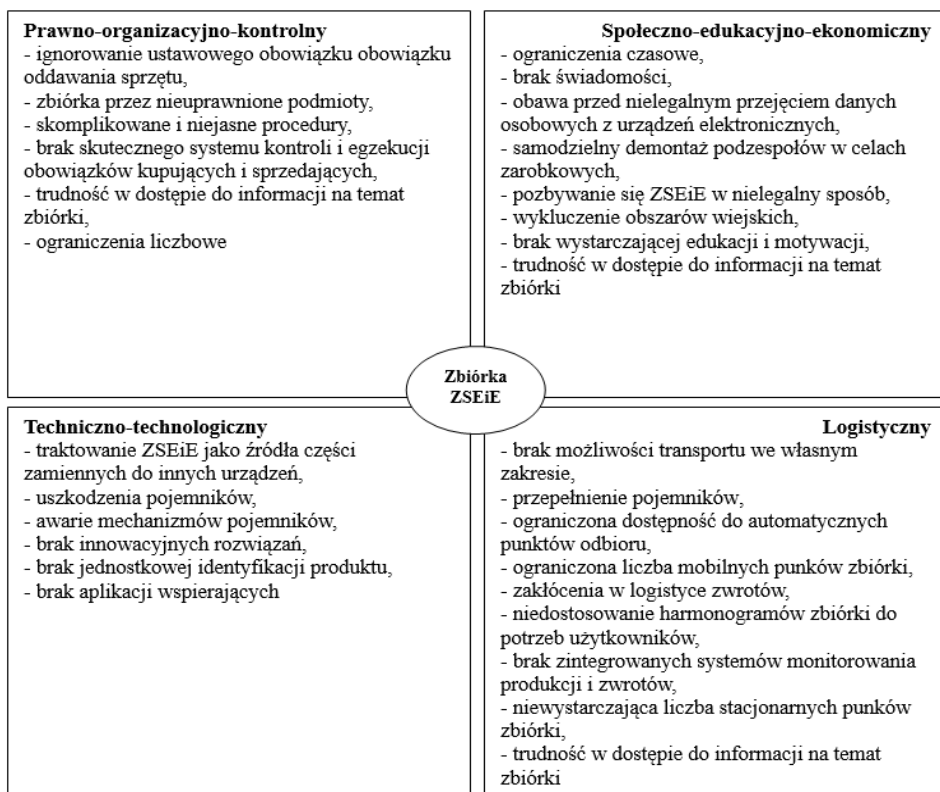 Prawno-organizacyjno-kontrolny
- ignorowanie ustawowego obowiązku obowiązku
oddawania sprzętu,
- zbiórka przez nieuprawnione podmioty,
- skomplikowane i niejasne procedury,
- brak skutecznego systemu kontroli i egzekucji
obowiązków kupujących i sprzedających,
- trudność w dostępie do informacji na temat
zbiórki,
- ograniczenia liczbowe
Społeczno-edukacyjno-ekonomiczny
- ograniczenia czasowe,
- brak świadomości,
- obawa przed nielegalnym przejęciem danych
osobowych z urządzeń elektronicznych,
- samodzielny demontaż podzespołów w celach
zarobkowych,
- pozbywanie się ZSEiE w nielegalny sposób,
- wykluczenie obszarów wiejskich,
- brak wystarczającej edukacji i motywacji,
- trudność w dostępie do informacji na temat
zbiórki
Zbiórka
ZSEiE
Techniczno-technologiczny
- traktowanie ZSEiE jako źródła części
zamiennych do innych urządzeń,
- uszkodzenia pojemników,
- awarie mechanizmów pojemników,
- brak innowacyjnych rozwiązań,
- brak jednostkowej identyfikacji produktu,
- brak aplikacji wspierających
Logistyczny
- brak możliwości transportu we własnym
zakresie,
- przepełnienie pojemników,
- ograniczona dostępność do automatycznych
punktów odbioru,
- ograniczona liczba mobilnych punków zbiórki,
- zakłócenia w logistyce zwrotów,
- niedostosowanie harmonogramów zbiórki do
potrzeb użytkowników,
- brak zintegrowanych systemów monitorowania
produkcji i zwrotów,
- niewystarczająca liczba stacjonarnych punków
zbiórki,
- trudność w dostępie do informacji na temat
zbiórki